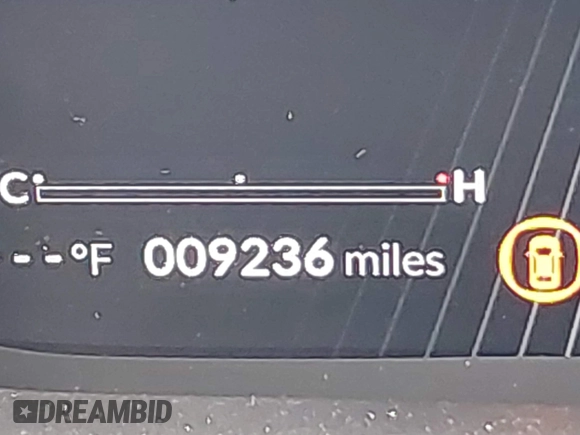 C H
--°F 009236 miles
DREAMBID